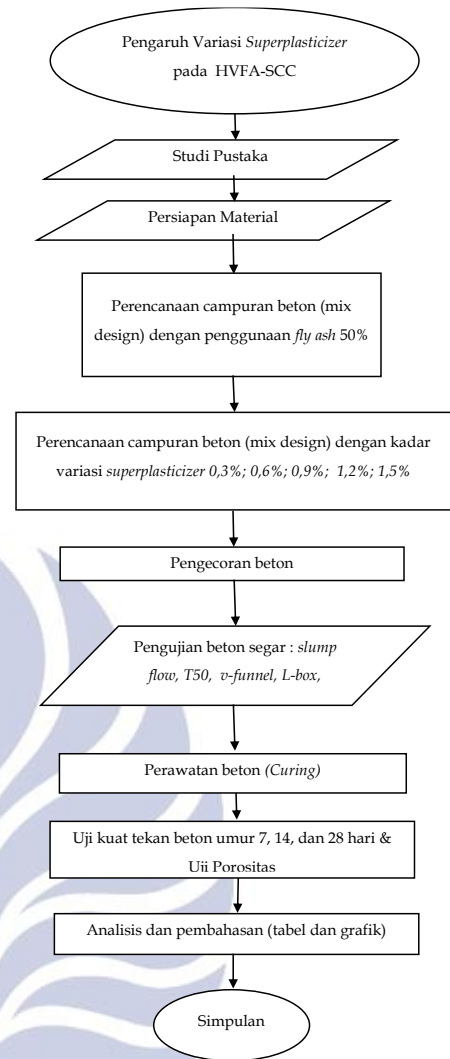 Pengaruh Variasi Superplasticizer
pada HVFA-SCC
Studi Pustaka
Persiapan Material
Perencanaan campuran beton (mix
design) dengan penggunaan fly ash 50%
Perencanaan campuran beton (mix design) dengan kadar
variasi superplasticizer 0,3%; 0,6%; 0,9%; 1,2%; 1,5%
Pengecoran beton
Pengujian beton segar : slump
flow, T50, v-funnel, L-box,
Perawatan beton (Curing)
Uji kuat tekan beton umur 7, 14, dan 28 hari &
Uji Porositas
Analisis dan pembahasan (tabel dan grafik)
Simpulan